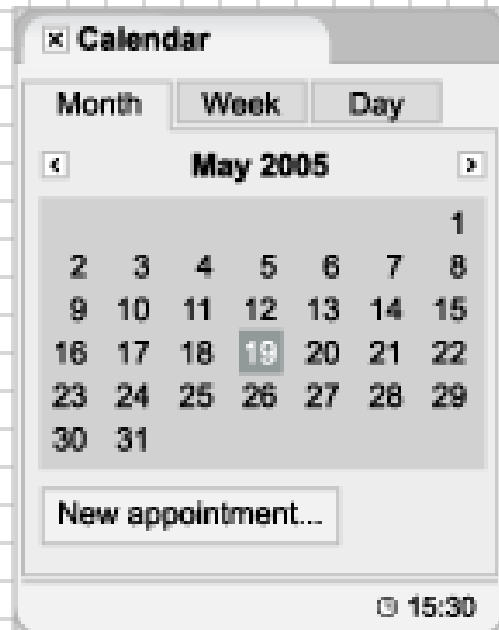 Calendar
Month Week Day
May 2005
1
2 3 4 5 6 7 8
9 10 11 12 13 14 15
16 17 18 19 20 21 22
23 24 25 26 27 28 29
30 31
New appointment...
15:30